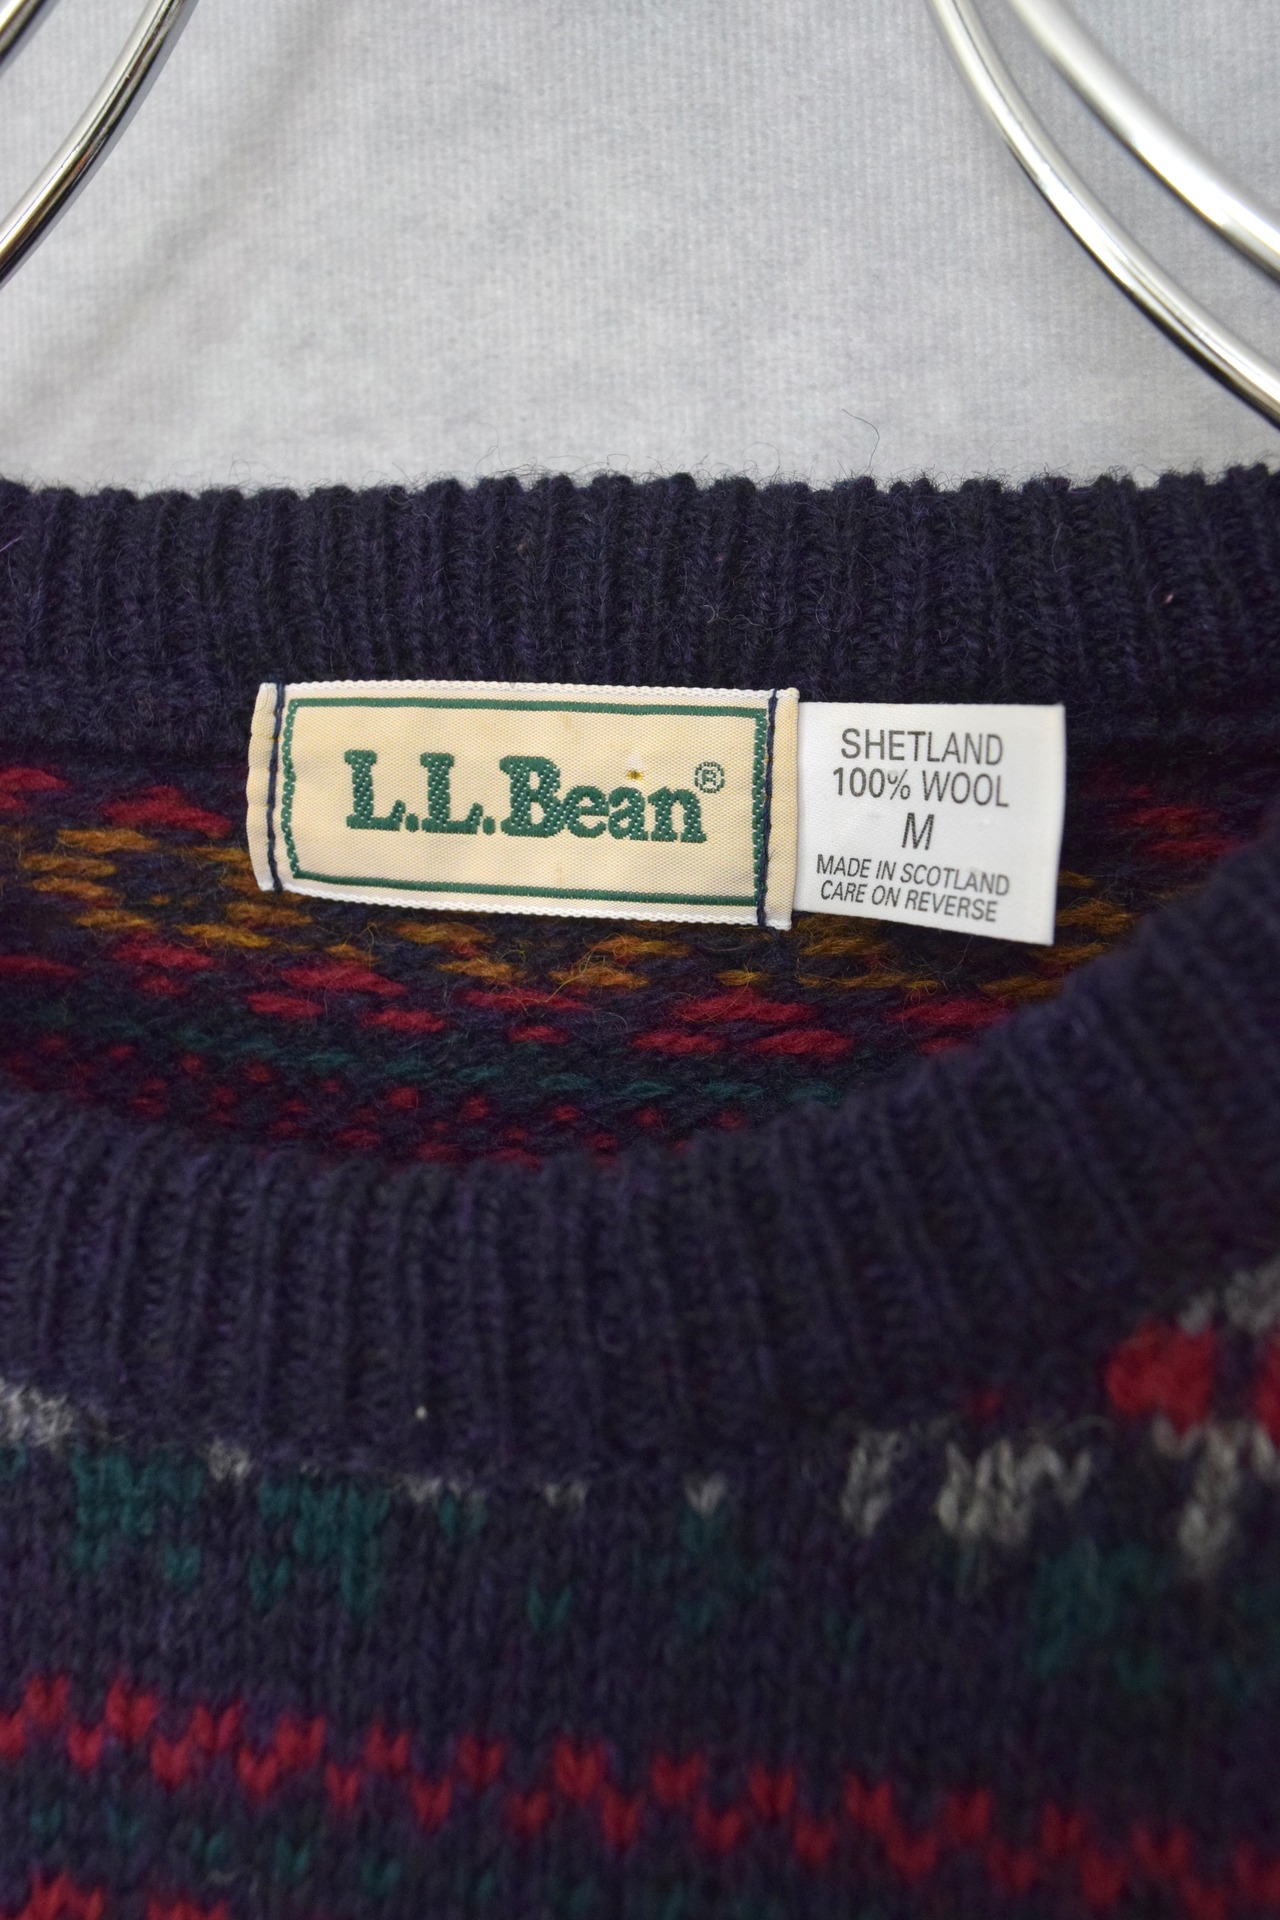 L.L.Bean®
SHETLAND
100% WOOL
M
MADE IN SCOTLAND
CARE ON REVERSE